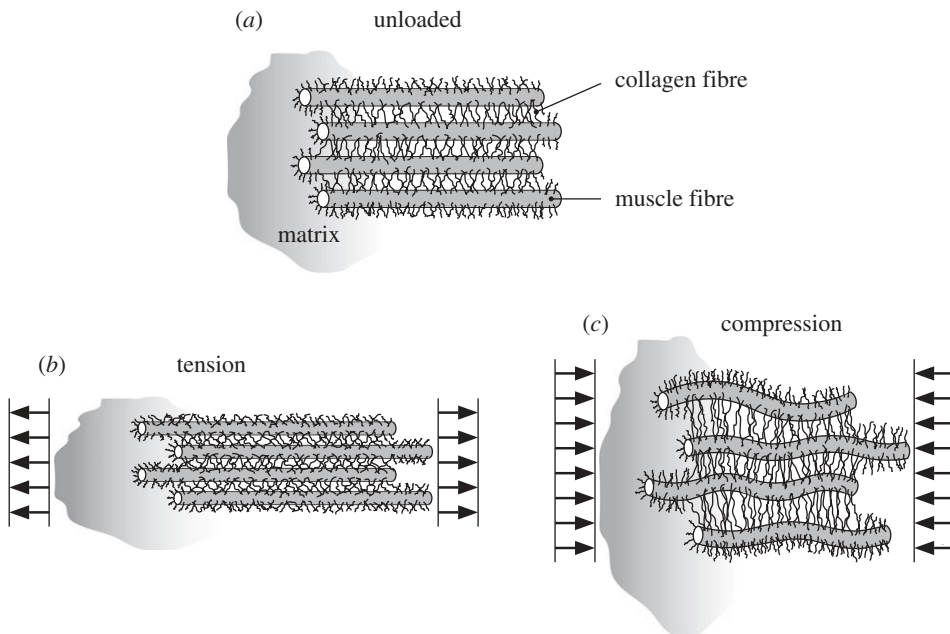 (a) unloaded
collagen fibre
muscle fibre
matrix
(b) tension
(c) compression